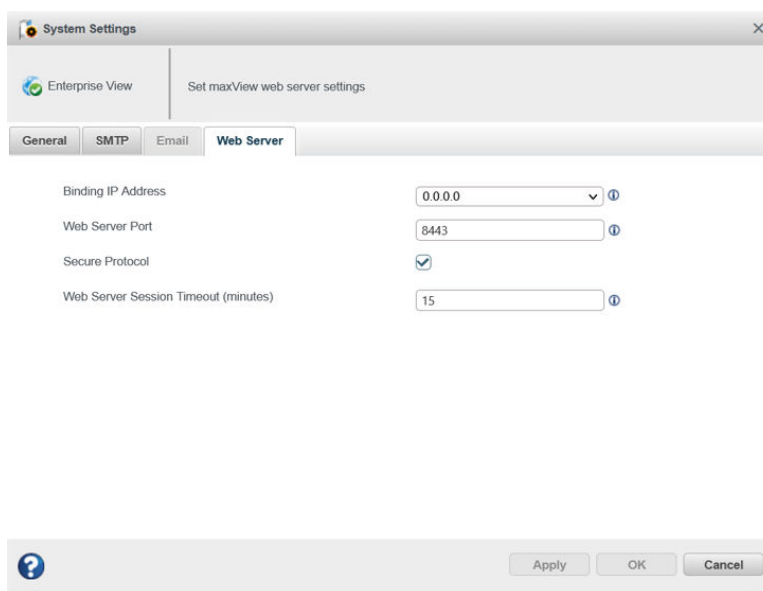 System Settings
Enterprise View
Set maxView web server settings
General SMTP Email Web Server
Binding IP Address 0.0.0.0
Web Server Port 8443
Secure Protocol
Web Server Session Timeout (minutes) 15
Apply OK Cancel